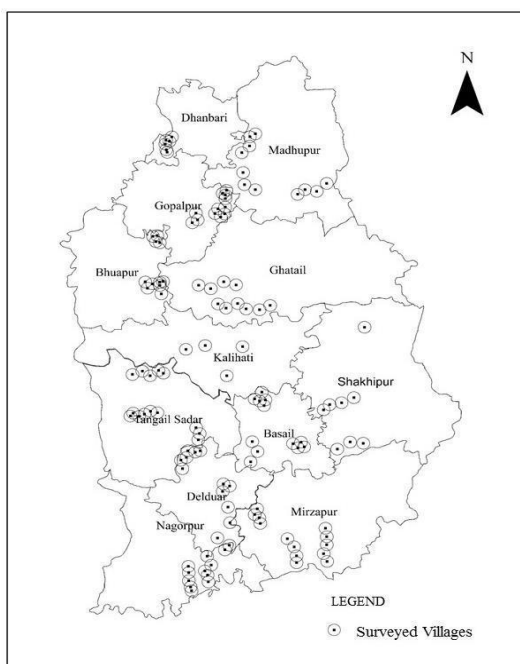 N
Dhanbari
Madhupur
Gopalpur
Bhuapur
Ghatail
Kalihati
Shakhipur
Tangail Sadar
Basail
Delduar
Mirzapur
Nagorpur
LEGEND
Surveyed Villages